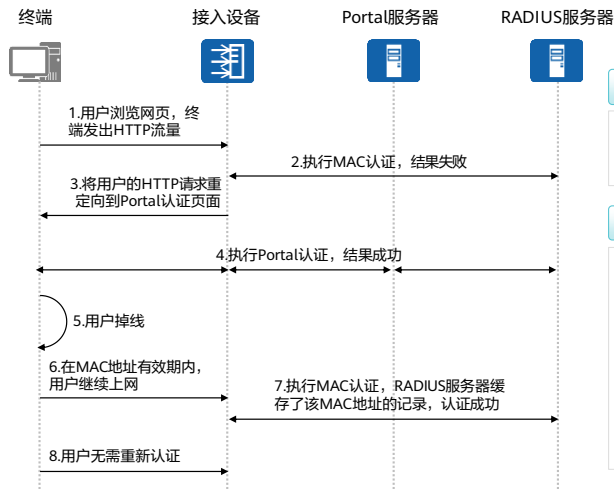 终端
接入设备
Portal服务器
RADIUS服务器
1.用户浏览网页，终
端发出HTTP流量
2.执行MAC认证，结果失败
3.将用户的HTTP请求重
定向到Portal认证页面
4.执行Portal认证，结果成功
5.用户掉线
6.在MAC地址有效期内，
用户继续上网
7.执行MAC认证，RADIUS服务器缓
存了该MAC地址的记录，认证成功
8.用户无需重新认证